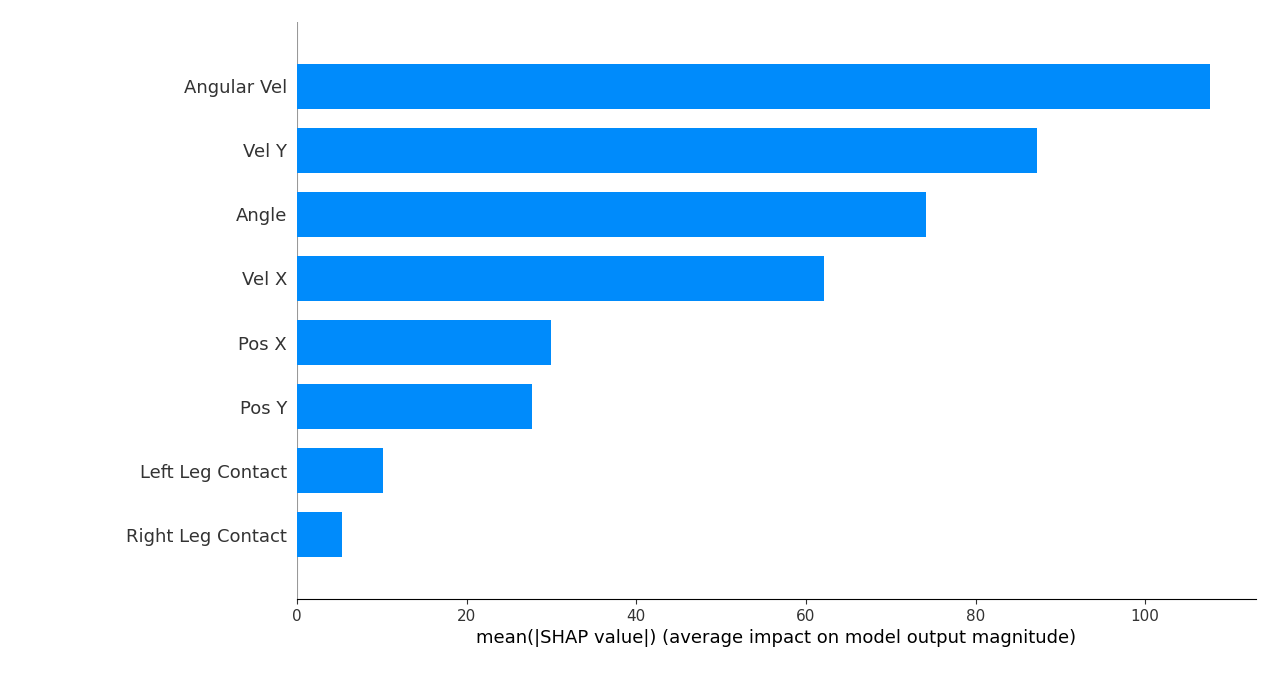 Angular Vel
Vel Y
Angle
Vel X
Pos X
Pos Y
Left Leg Contact
Right Leg Contact
0 20 40 60 80 100
mean(|SHAP value|) (average impact on model output magnitude)